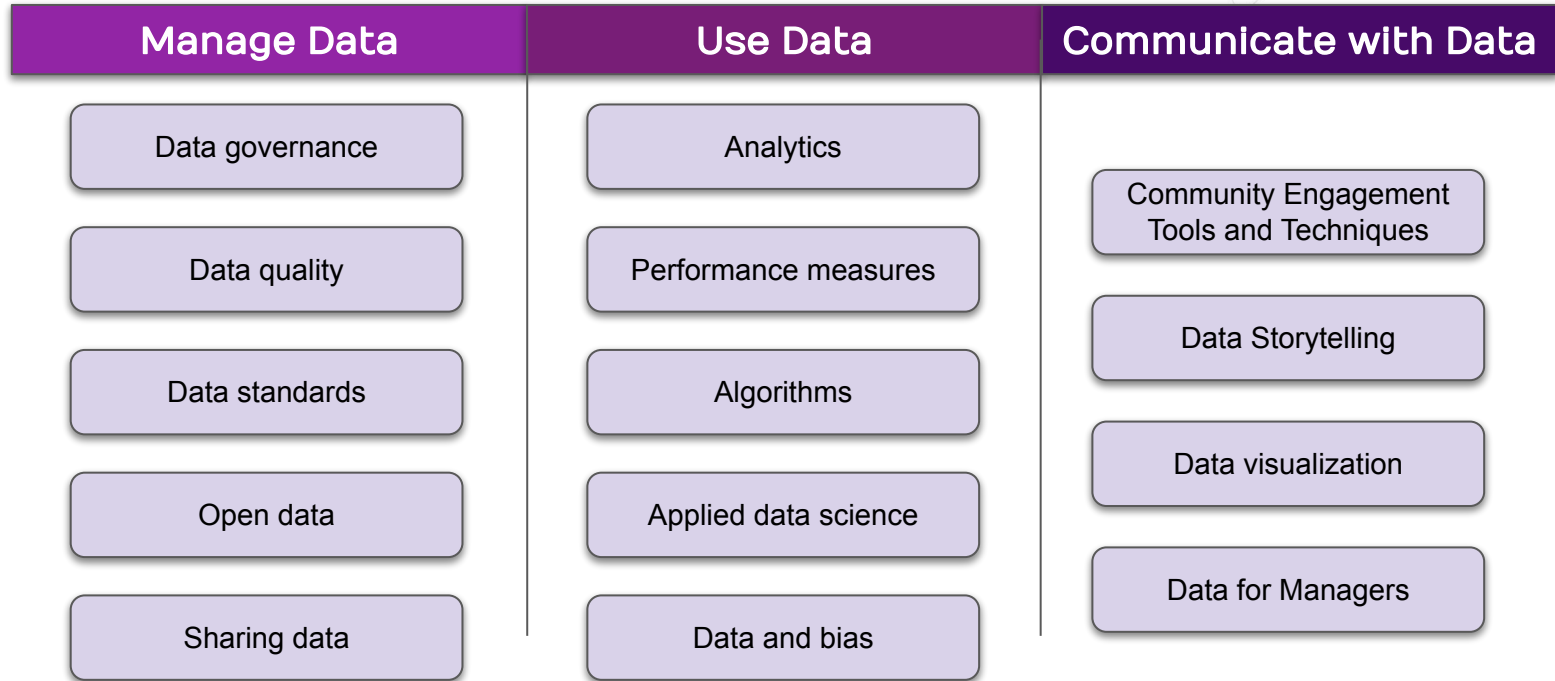 Manage Data
Use Data
Communicate with Data
Data governance
Data quality
Data standards
Open data
Sharing data
Analytics
Performance measures
Algorithms
Applied data science
Data and bias
Community Engagement
Tools and Techniques
Data Storytelling
Data visualization
Data for Managers